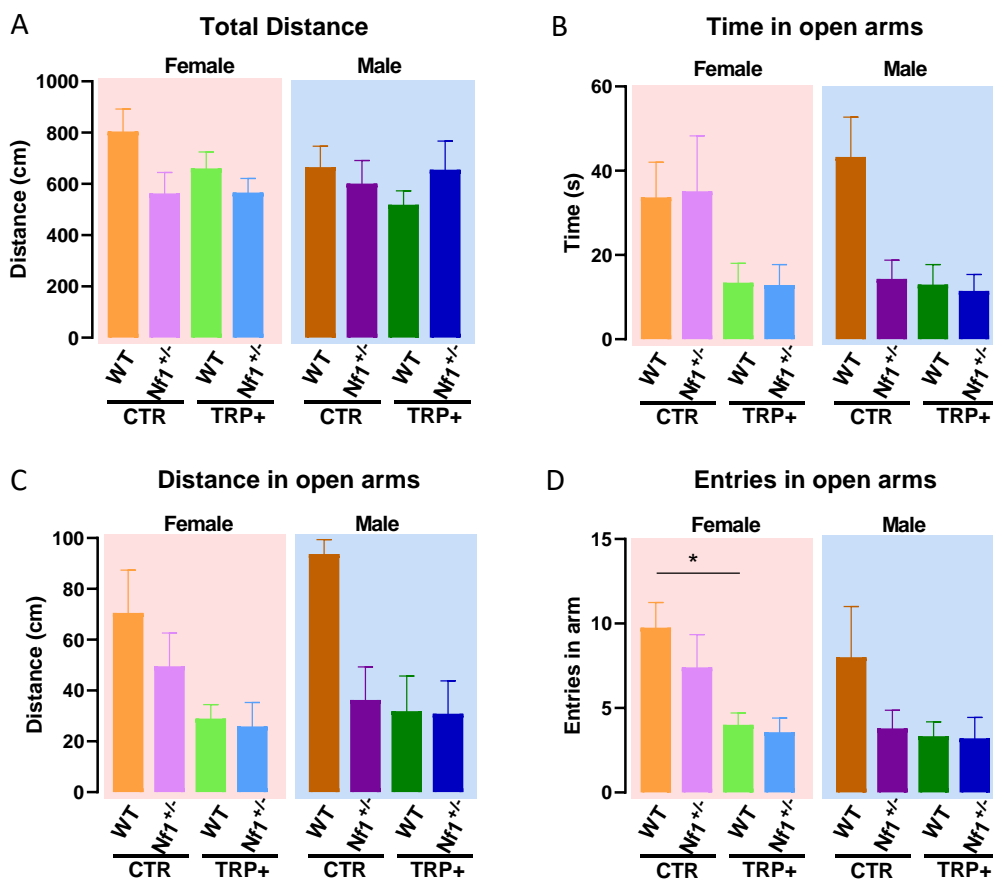 A
Total Distance
Female
Male
Distance (cm)
1000
800
600
400
200
0
WT
Nf1+/-
WT
Nf1+/-
WT
Nf1+/-
WT
Nf1+/-
CTR
TRP+
CTR
TRP+
B
Time in open arms
Female
Male
Time (s)
60
40
20
0
WT
Nf1+/-
WT
Nf1+/-
WT
Nf1+/-
WT
Nf1+/-
CTR
TRP+
CTR
TRP+
C
Distance in open arms
Female
Male
Distance (cm)
100
80
60
40
20
0
WT
Nf1+/-
WT
Nf1+/-
WT
Nf1+/-
WT
Nf1+/-
CTR
TRP+
CTR
TRP+
D
Entries in open arms
Female
Male
Entries in arm
15
10
5
0
*
WT
Nf1+/-
WT
Nf1+/-
WT
Nf1+/-
WT
Nf1+/-
CTR
TRP+
CTR
TRP+